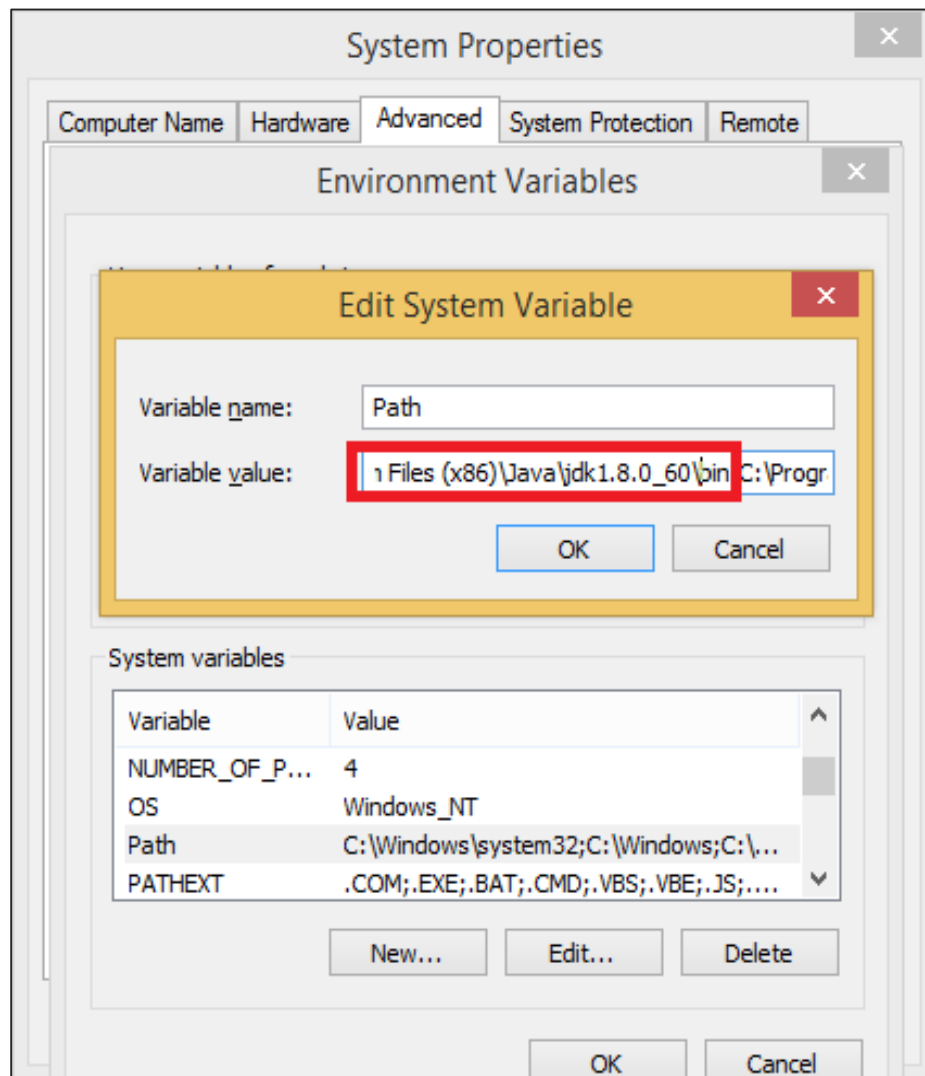 System Properties
Computer Name Hardware Advanced System Protection Remote
Environment Variables
Edit System Variable
Variable name: Path
Variable value: n Files (x86)\Java\jdk1.8.0_60\bin C:\Progr
OK Cancel
System variables
Variable Value
NUMBER_OF_P... 4
OS Windows_NT
Path C:\Windows\system32;C:\Windows;C:\...
PATHEXT .COM;.EXE;.BAT;.CMD;.VBS;.VBE;.JS;....
New... Edit... Delete
OK Cancel